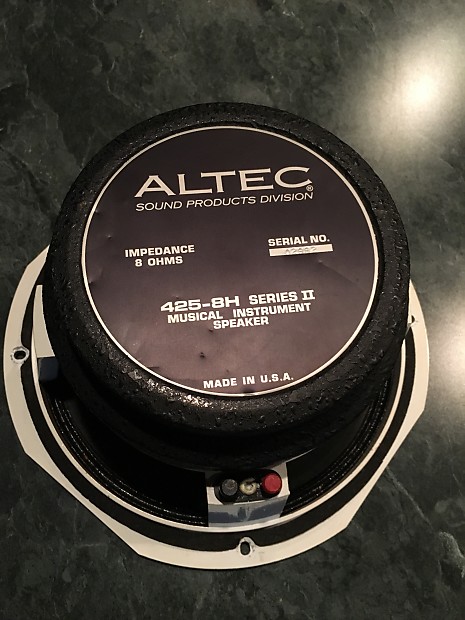 ALTEC®
SOUND PRODUCTS DIVISION
IMPEDANCE
8 OHMS
SERIAL NO.
425-8H SERIES II
MUSICAL INSTRUMENT
SPEAKER
MADE IN U.S.A.